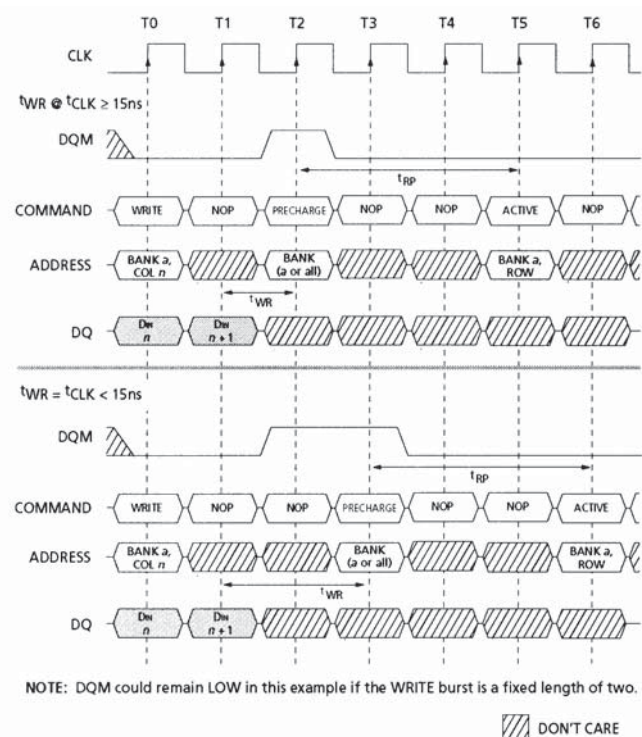 T0 T1 T2 T3 T4 T5 T6
CLK
tWR @ tCLK ≥ 15ns
DQM
tRP
COMMAND WRITE NOP PRECHARGE NOP NOP ACTIVE NOP
ADDRESS BANK a, COL n BANK (a or all) BANK a, ROW
tWR
DQ DIN n DIN n + 1
tWR = tCLK < 15ns
DQM
tRP
COMMAND WRITE NOP NOP PRECHARGE NOP NOP ACTIVE
ADDRESS BANK a, COL n BANK (a or all) BANK a, ROW
tWR
DQ DIN n DIN n + 1
NOTE: DQM could remain LOW in this example if the WRITE burst is a fixed length of two.
DON'T CARE